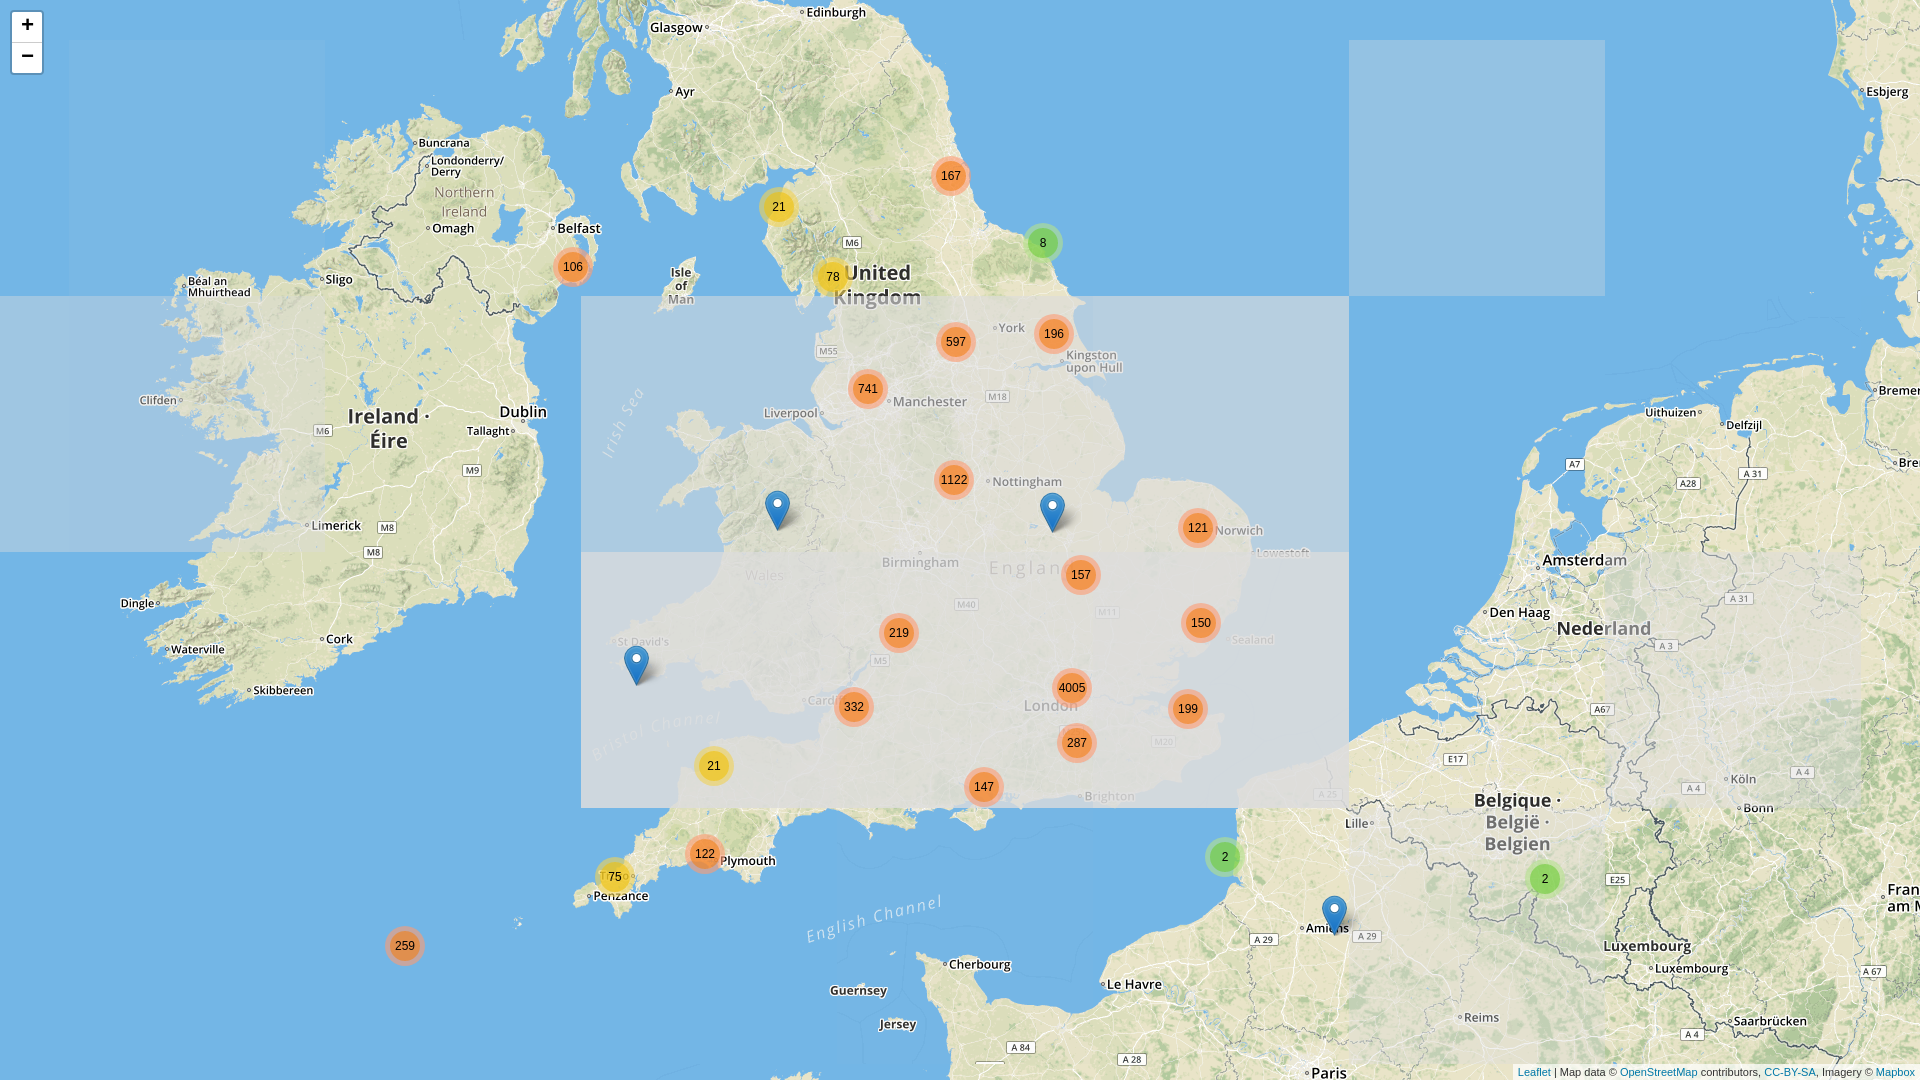 +
−
Edinburgh
Glasgow
Ayr
Esbjerg
Buncrana
Londonderry/
Derry
Northern
Ireland
Omagh
Belfast
167
21
8
M6
106
78
United
Kingdom
Isle
of
Man
Sligo
Béal an
Mhuirthead
York
597
196
Kingston
upon Hull
M55
741
Manchester
M18
Liverpool
Irish Sea
Clifden
Ireland ·
Éire
Dublin
Tallaght
M6
M9
Bremer
Uithuizen
Delfzijl
A7
A 31
A28
Bre
1122
Nottingham
121
Norwich
Lowestoft
Limerick
M8
M8
Birmingham
Englan
157
Wales
Amsterdam
M40
M11
A 31
Dingle
Den Haag
Nederland
219
150
Sealand
Cork
Waterville
St David's
M5
A 3
Skibbereen
4005
London
199
Cardiff
332
A67
Bristol Channel
287
M20
E17
21
147
Brighton
A 25
Köln
A 4
A 4
Bonn
Belgique ·
België ·
Belgien
Lille
122
Plymouth
2
75
Penzance
2
E25
Fran
am M
English Channel
259
Amiens
A 29
A 29
Luxembourg
Luxembourg
A 67
Cherbourg
Le Havre
Guernsey
Jersey
Reims
Saarbrücken
A 4
A 84
A 28
Paris
Leaflet | Map data © OpenStreetMap contributors, CC-BY-SA, Imagery © Mapbox